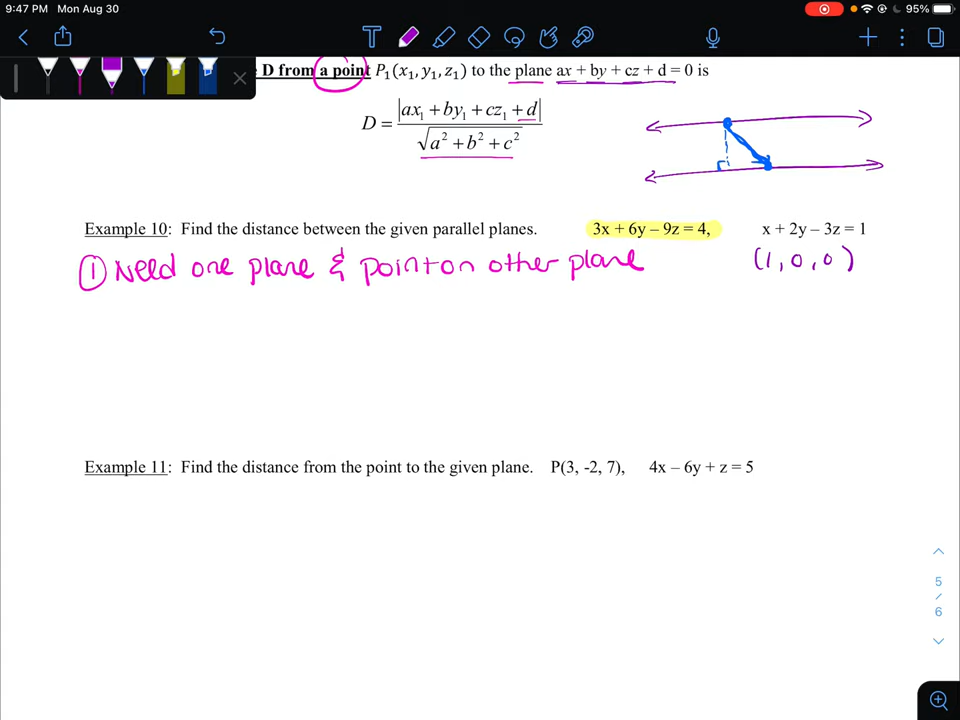 9:47 PM Mon Aug 30 95%
T
e D from a point P₁(x₁, y₁, z₁) to the plane ax + by + cz + d = 0 is
D = |ax₁ + by₁ + cz₁ + d| / √(a² + b² + c²)
Example 10: Find the distance between the given parallel planes. 3x + 6y – 9z = 4, x + 2y – 3z = 1
① Need one plane & point on other plane (1, 0, 0)
Example 11: Find the distance from the point to the given plane. P(3, -2, 7), 4x – 6y + z = 5
5
/
6